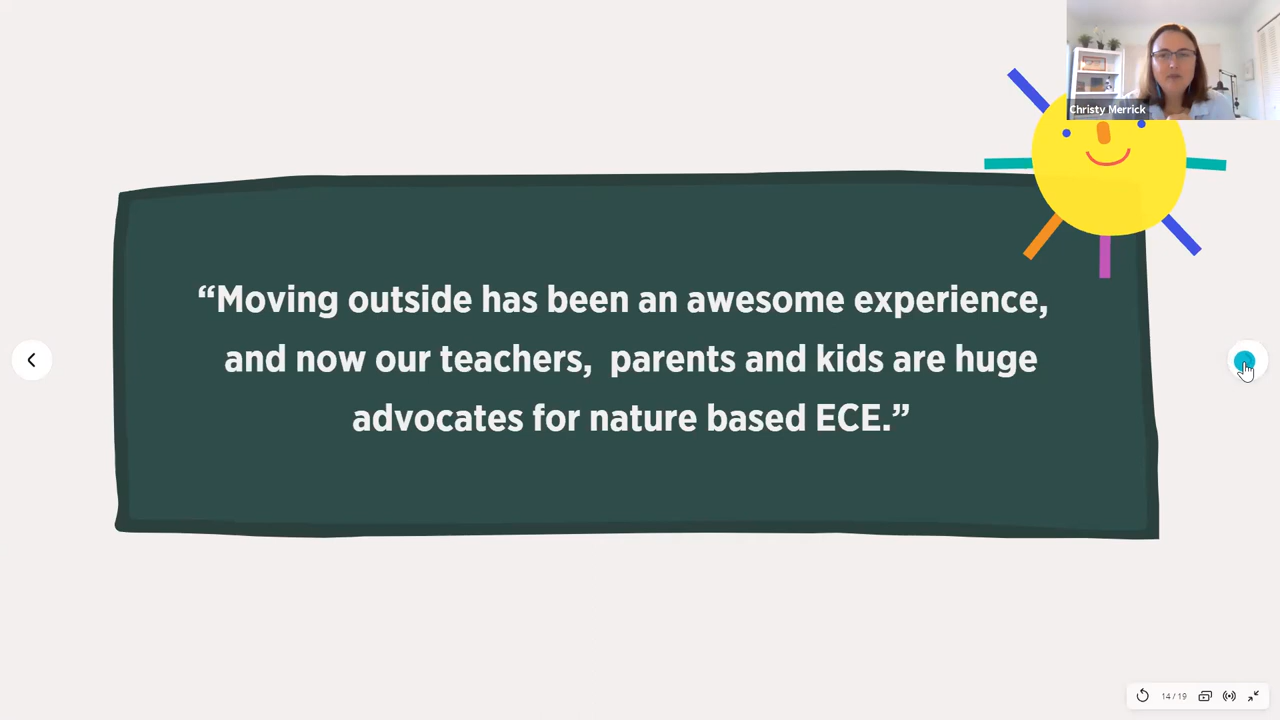 Christy Merrick
“Moving outside has been an awesome experience,
and now our teachers,  parents and kids are huge
advocates for nature based ECE.”
14 / 19